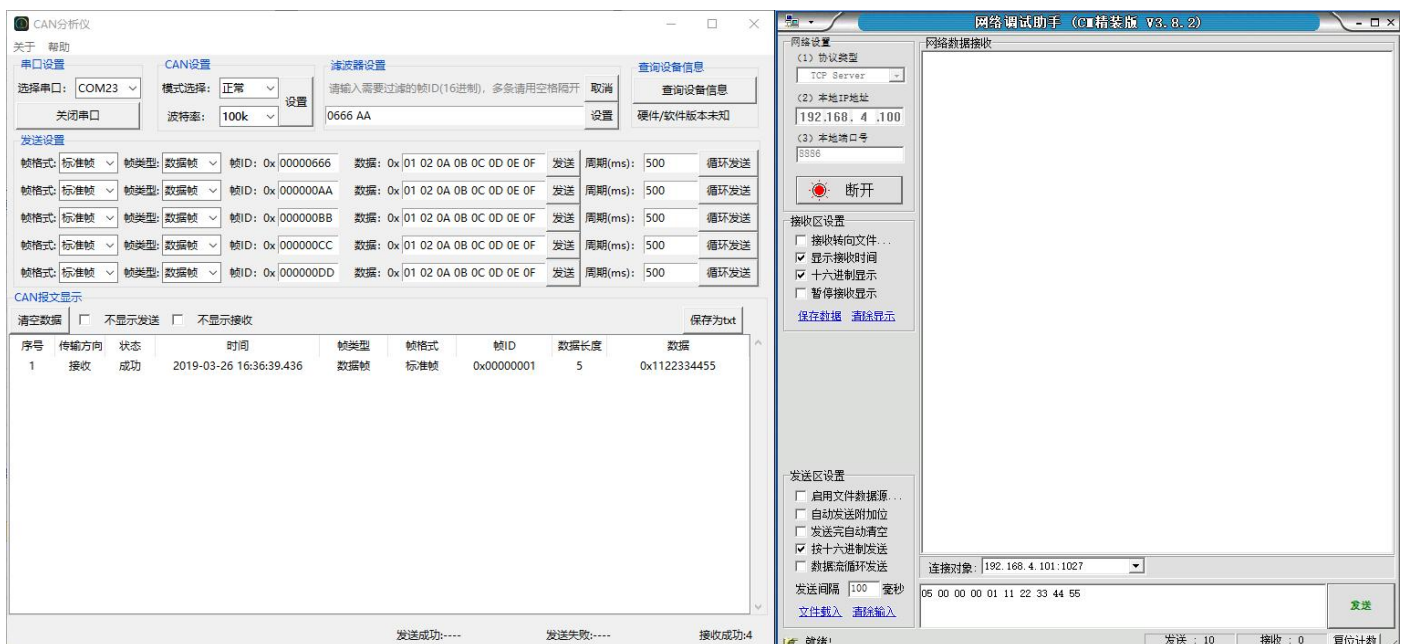 CAN分析仪
关于 帮助
串口设置 CAN设置 滤波器设置 查询设备信息
选择串口: COM23 模式选择: 正常 设置 请输入需要过滤的帧ID(16进制), 多条请用空格隔开 取消 查询设备信息
关闭串口 波特率: 100k 0666 AA 设置 硬件/软件版本未知
发送设置
帧格式: 标准帧 帧类型: 数据帧 帧ID: 0x 00000666 数据: 0x 01 02 0A 0B 0C 0D 0E 0F 发送 周期(ms): 500 循环发送
帧格式: 标准帧 帧类型: 数据帧 帧ID: 0x 000000AA 数据: 0x 01 02 0A 0B 0C 0D 0E 0F 发送 周期(ms): 500 循环发送
帧格式: 标准帧 帧类型: 数据帧 帧ID: 0x 000000BB 数据: 0x 01 02 0A 0B 0C 0D 0E 0F 发送 周期(ms): 500 循环发送
帧格式: 标准帧 帧类型: 数据帧 帧ID: 0x 000000CC 数据: 0x 01 02 0A 0B 0C 0D 0E 0F 发送 周期(ms): 500 循环发送
帧格式: 标准帧 帧类型: 数据帧 帧ID: 0x 000000DD 数据: 0x 01 02 0A 0B 0C 0D 0E 0F 发送 周期(ms): 500 循环发送
CAN报文显示
清空数据 不显示发送 不显示接收 保存为txt
序号 传输方向 状态 时间 帧类型 帧格式 帧ID 数据长度 数据
1 接收 成功 2019-03-26 16:36:39.436 数据帧 标准帧 0x00000001 5 0x1122334455
发送成功:---- 发送失败:---- 接收成功:4
网络调试助手 (C■精装版 V3.8.2)
网络设置
(1) 协议类型
TCP Server
(2) 本地IP地址
192.168. 4 .100
(3) 本地端口号
8886
断开
接收区设置
接收转向文件...
显示接收时间
十六进制显示
暂停接收显示
保存数据 清除显示
发送区设置
启用文件数据源...
自动发送附加位
发送完自动清空
按十六进制发送
数据流循环发送
发送间隔 100 毫秒
文件载入 清除输入
网络数据接收
连接对象: 192.168.4.101:1027
05 00 00 00 01 11 22 33 44 55
发送
就绪! 发送 : 10 接收 : 0 复位计数